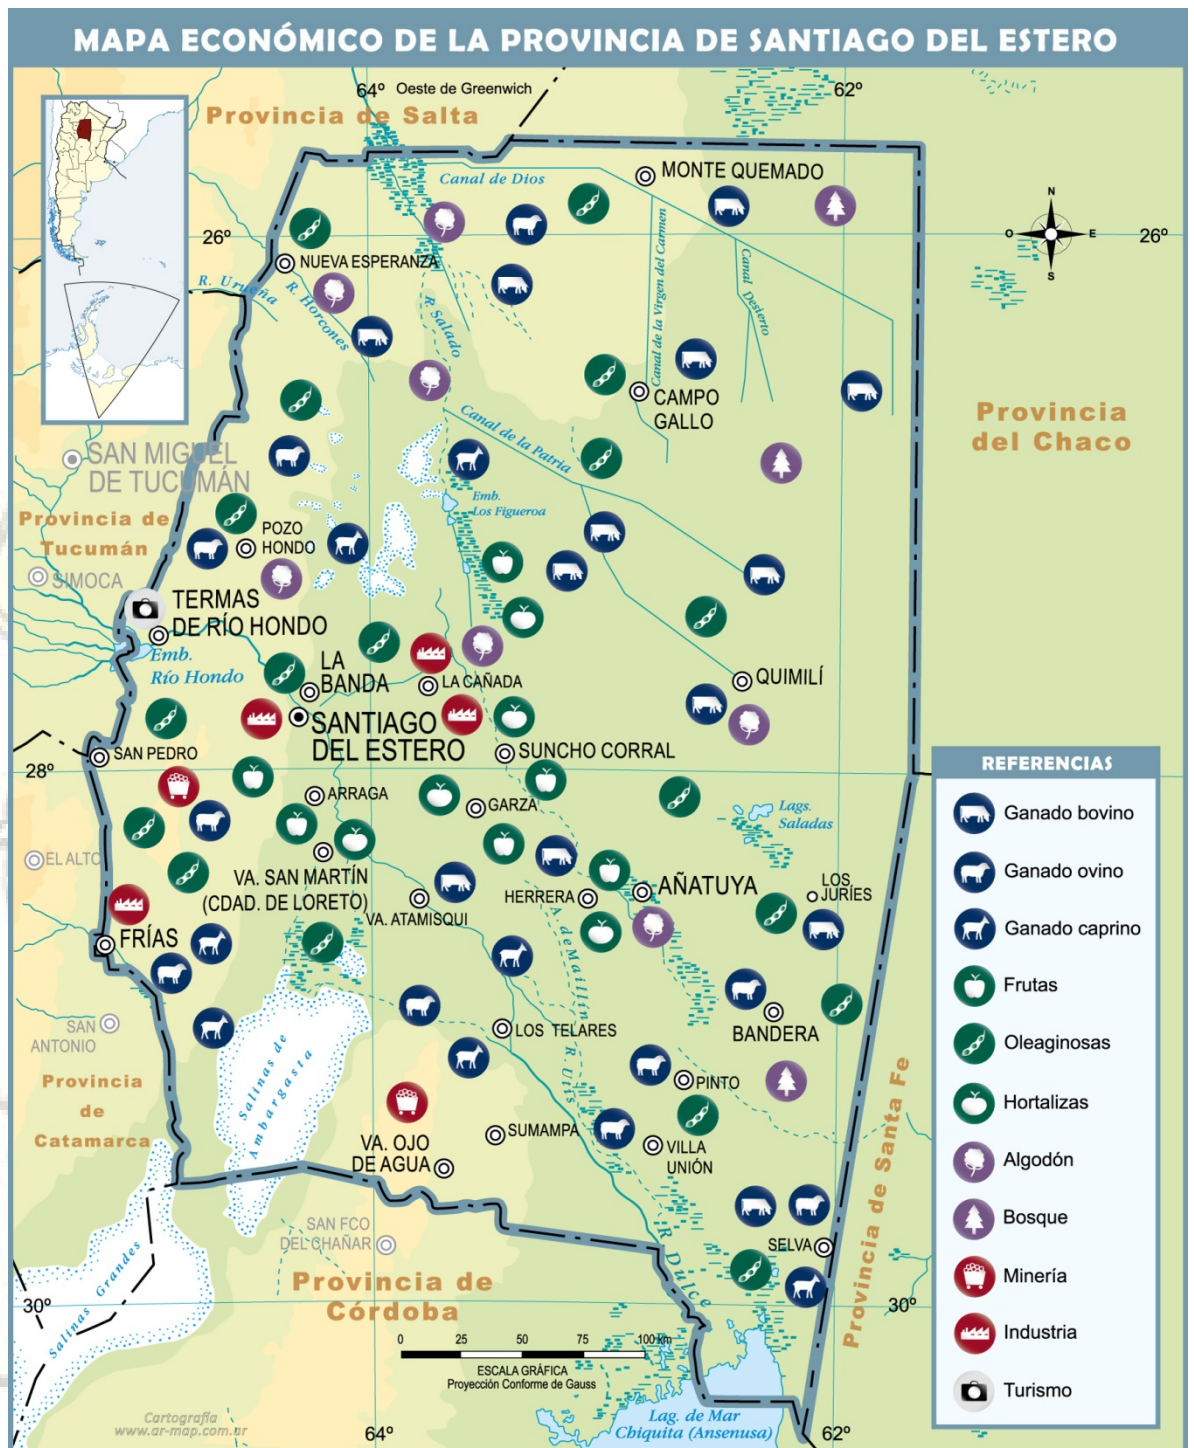 MAPA ECONÓMICO DE LA PROVINCIA DE SANTIAGO DEL ESTERO
64º
Oeste de Greenwich
62º
Provincia de Salta
Canal de Dios
MONTE QUEMADO
N
O
E
S
26º
26º
NUEVA ESPERANZA
R. Urueña
R. Horcones
R. Salado
Canal de la Virgen del Carmen
Canal Desierto
CAMPO
GALLO
Provincia
del Chaco
Canal de la Patria
SAN MIGUEL
DE TUCUMÁN
Provincia de
Tucumán
Emb.
Los Figueroa
POZO
HONDO
SIMOCA
TERMAS
DE RÍO HONDO
Emb.
Río Hondo
LA
BANDA
LA CAÑADA
QUIMILÍ
SANTIAGO
DEL ESTERO
SUNCHO CORRAL
SAN PEDRO
28º
ARRAGA
GARZA
Lags.
Saladas
EL ALTO
VA. SAN MARTÍN
(CDAD. DE LORETO)
VA. ATAMISQUI
HERRERA
AÑATUYA
LOS
JURÍES
FRÍAS
A. de Maillín
SAN
ANTONIO
LOS TELARES
BANDERA
Salinas de
Ambargasta
R. Utis
Provincia
de
Catamarca
PINTO
SUMAMPA
VA. OJO
DE AGUA
VILLA
UNIÓN
Provincia de Santa Fe
SAN FCO
DEL CHAÑAR
SELVA
R. Dulce
Salinas Grandes
Provincia de
Córdoba
30º
30º
0 25 50 75 100 km
ESCALA GRÁFICA
Proyección Conforme de Gauss
Cartografía
www.ar-map.com.ar
64º
62º
Lag. de Mar
Chiquita (Ansenusa)
REFERENCIAS
Ganado bovino
Ganado ovino
Ganado caprino
Frutas
Oleaginosas
Hortalizas
Algodón
Bosque
Minería
Industria
Turismo